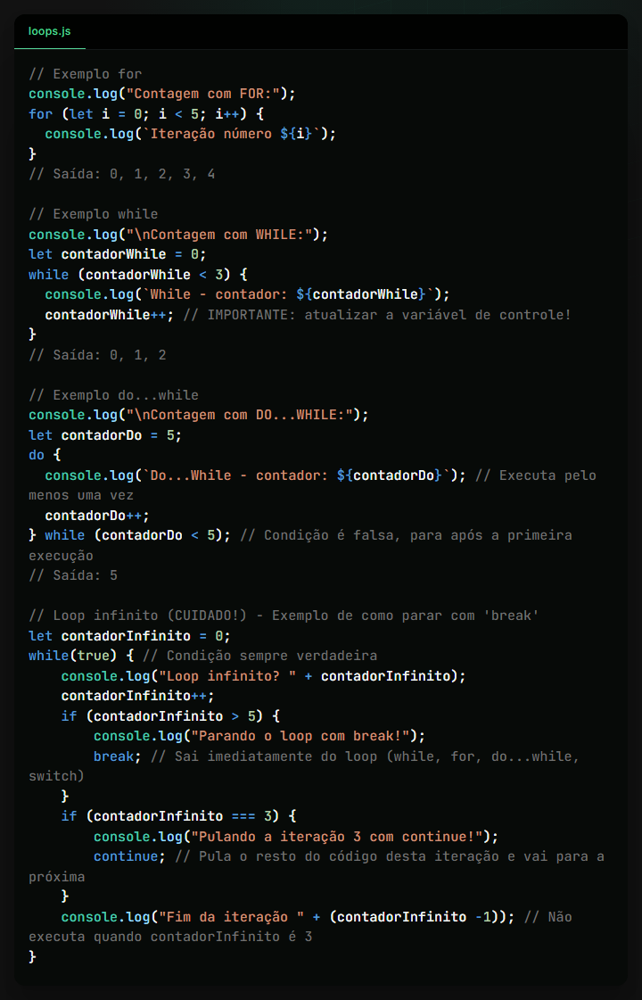 loops.js
// Exemplo for
console.log("Contagem com FOR:");
for (let i = 0; i < 5; i++) {
  console.log(`Iteração número ${i}`);
}
// Saída: 0, 1, 2, 3, 4

// Exemplo while
console.log("\nContagem com WHILE:");
let contadorWhile = 0;
while (contadorWhile < 3) {
  console.log(`While - contador: ${contadorWhile}`);
  contadorWhile++; // IMPORTANTE: atualizar a variável de controle!
}
// Saída: 0, 1, 2

// Exemplo do...while
console.log("\nContagem com DO...WHILE:");
let contadorDo = 5;
do {
  console.log(`Do...While - contador: ${contadorDo}`); // Executa pelo
menos uma vez
  contadorDo++;
} while (contadorDo < 5); // Condição é falsa, para após a primeira
execução
// Saída: 5

// Loop infinito (CUIDADO!) - Exemplo de como parar com 'break'
let contadorInfinito = 0;
while(true) { // Condição sempre verdadeira
    console.log("Loop infinito? " + contadorInfinito);
    contadorInfinito++;
    if (contadorInfinito > 5) {
        console.log("Parando o loop com break!");
        break; // Sai imediatamente do loop (while, for, do...while,
switch)
    }
    if (contadorInfinito === 3) {
        console.log("Pulando a iteração 3 com continue!");
        continue; // Pula o resto do código desta iteração e vai para a
próxima
    }
    console.log("Fim da iteração " + (contadorInfinito -1)); // Não
executa quando contadorInfinito é 3
}